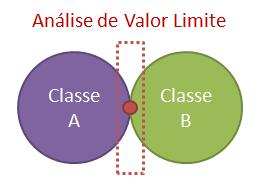 Análise de Valor Limite
Classe
A
Classe
B